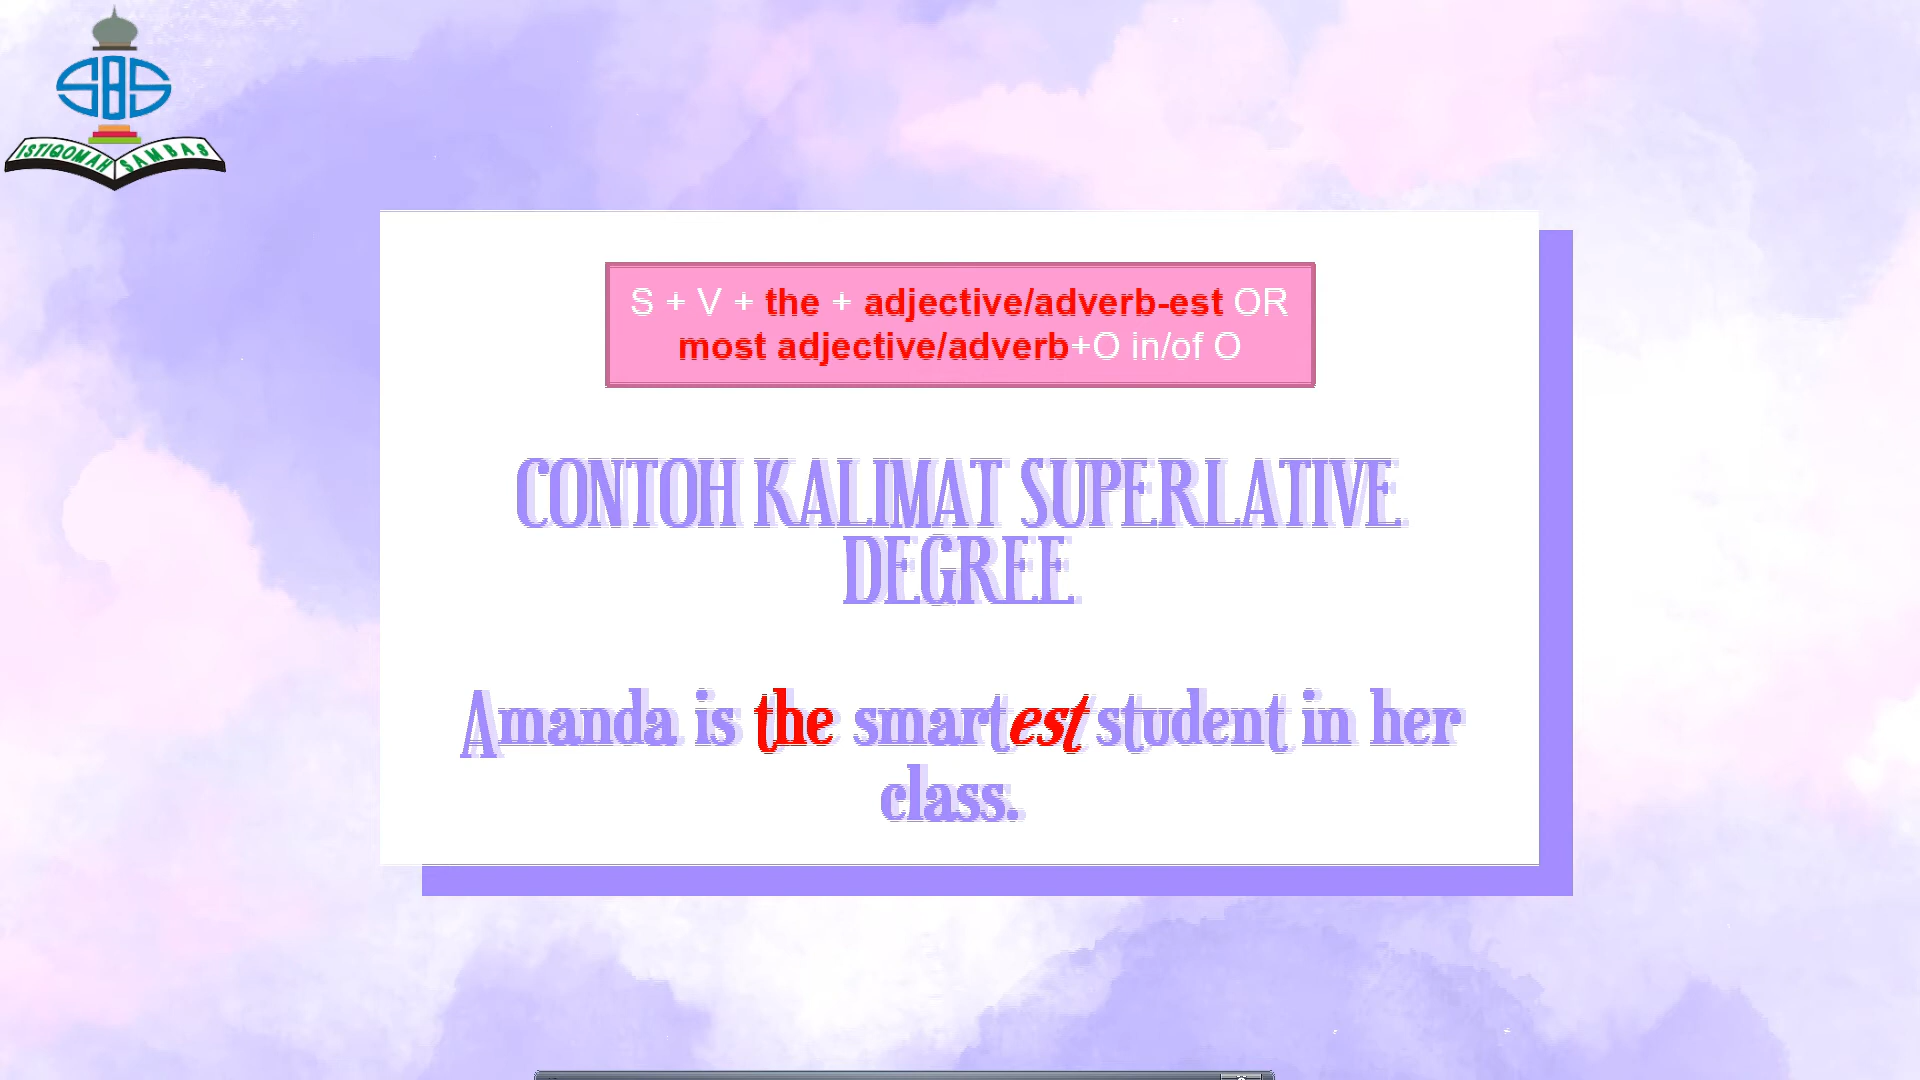 SBS
ISTIQOMAH SAMBAS
S + V + the + adjective/adverb-est OR
most adjective/adverb+O in/of O
CONTOH KALIMAT SUPERLATIVE
DEGREE
Amanda is the smartest student in her
class.